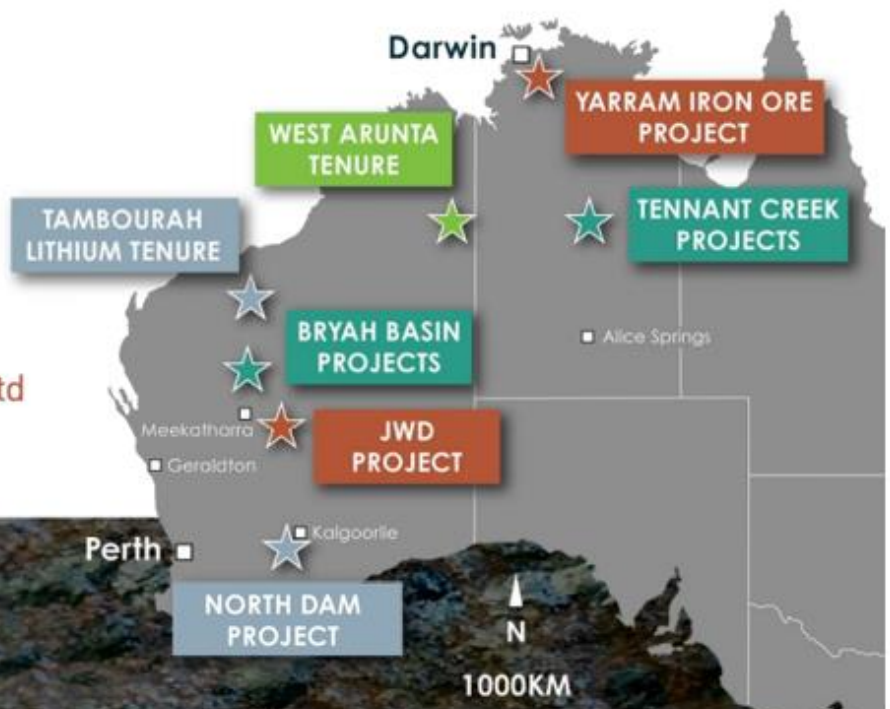 Darwin
YARRAM IRON ORE
PROJECT
WEST ARUNTA
TENURE
TENNANT CREEK
PROJECTS
TAMBOURAH
LITHIUM TENURE
BRYAH BASIN
PROJECTS
Alice Springs
td
Meekatharra
JWD
PROJECT
Geraldton
Kalgoorlie
Perth
NORTH DAM
PROJECT
N
1000KM